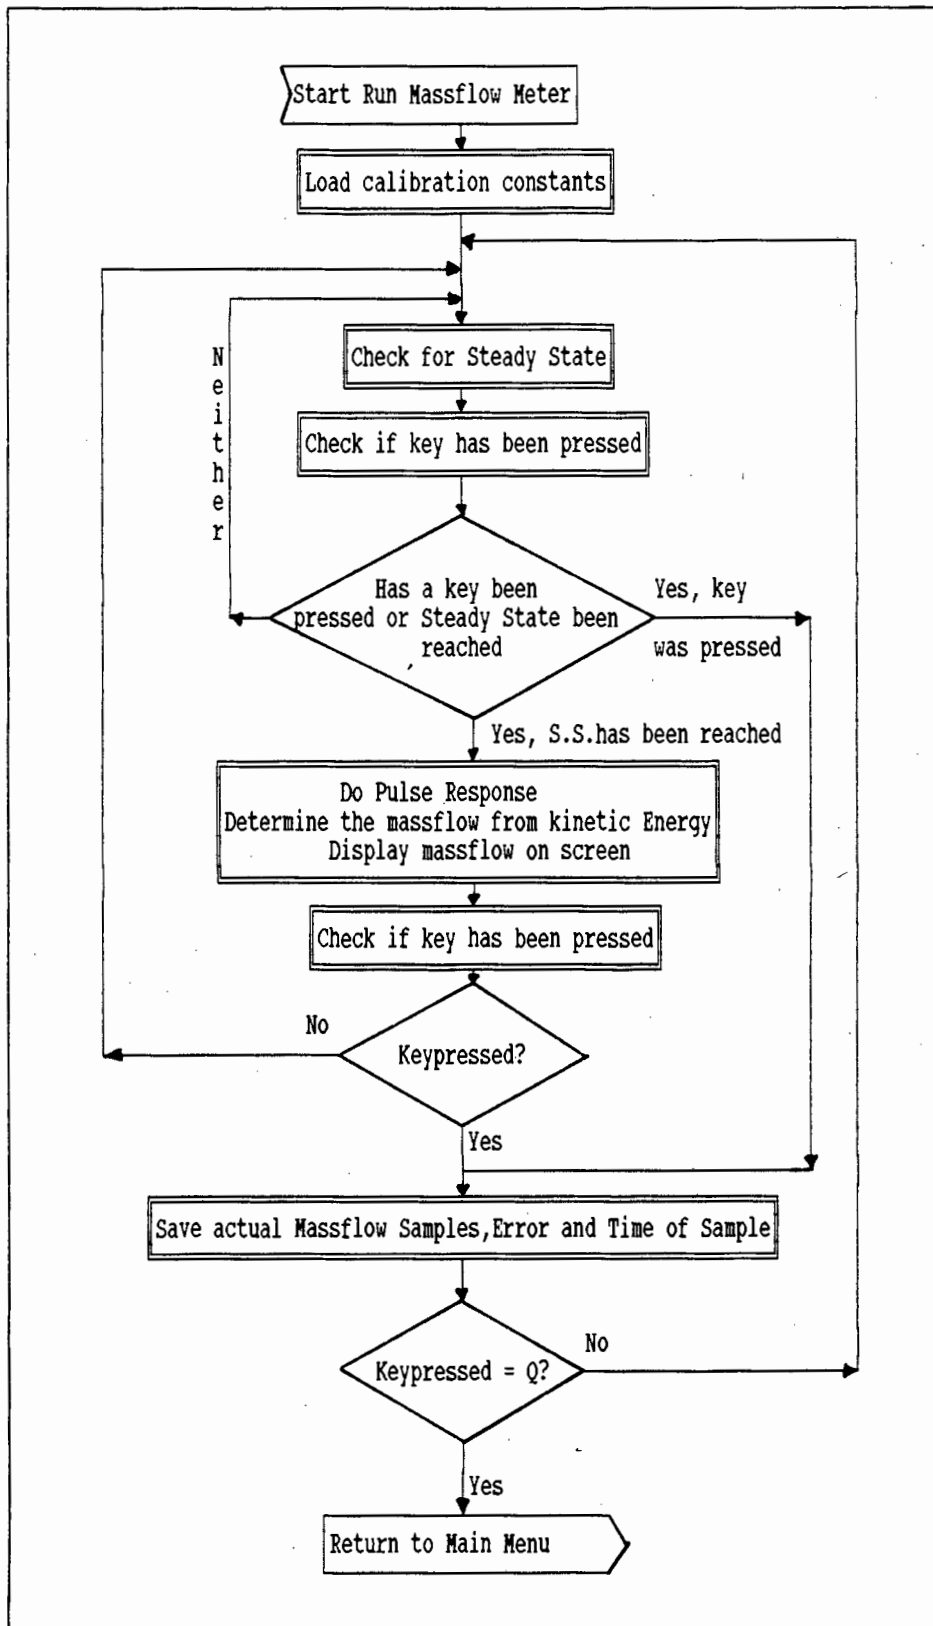 Start Run Massflow Meter
Load calibration constants
Check for Steady State
Neither
Check if key has been pressed
Has a key been
pressed or Steady State been
reached
Yes, key
was pressed
Yes, S.S.has been reached
Do Pulse Response
Determine the massflow from kinetic Energy
Display massflow on screen
Check if key has been pressed
No
Keypressed?
Yes
Save actual Massflow Samples,Error and Time of Sample
No
Keypressed = Q?
Yes
Return to Main Menu